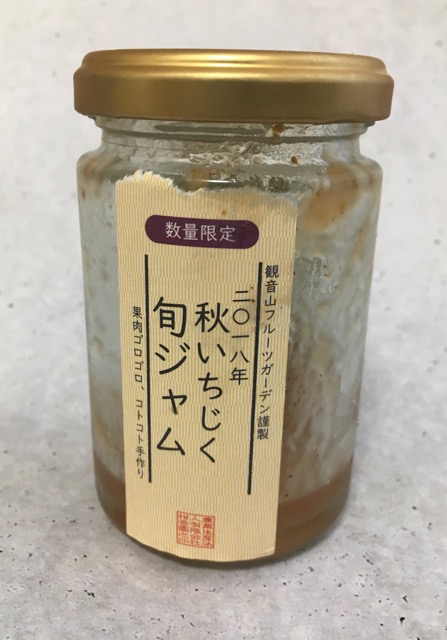 数量限定
観音山フルーツガーデン謹製
二〇一八年
秋いちじく
旬ジャム
果肉ゴロゴロ、コトコト手作り